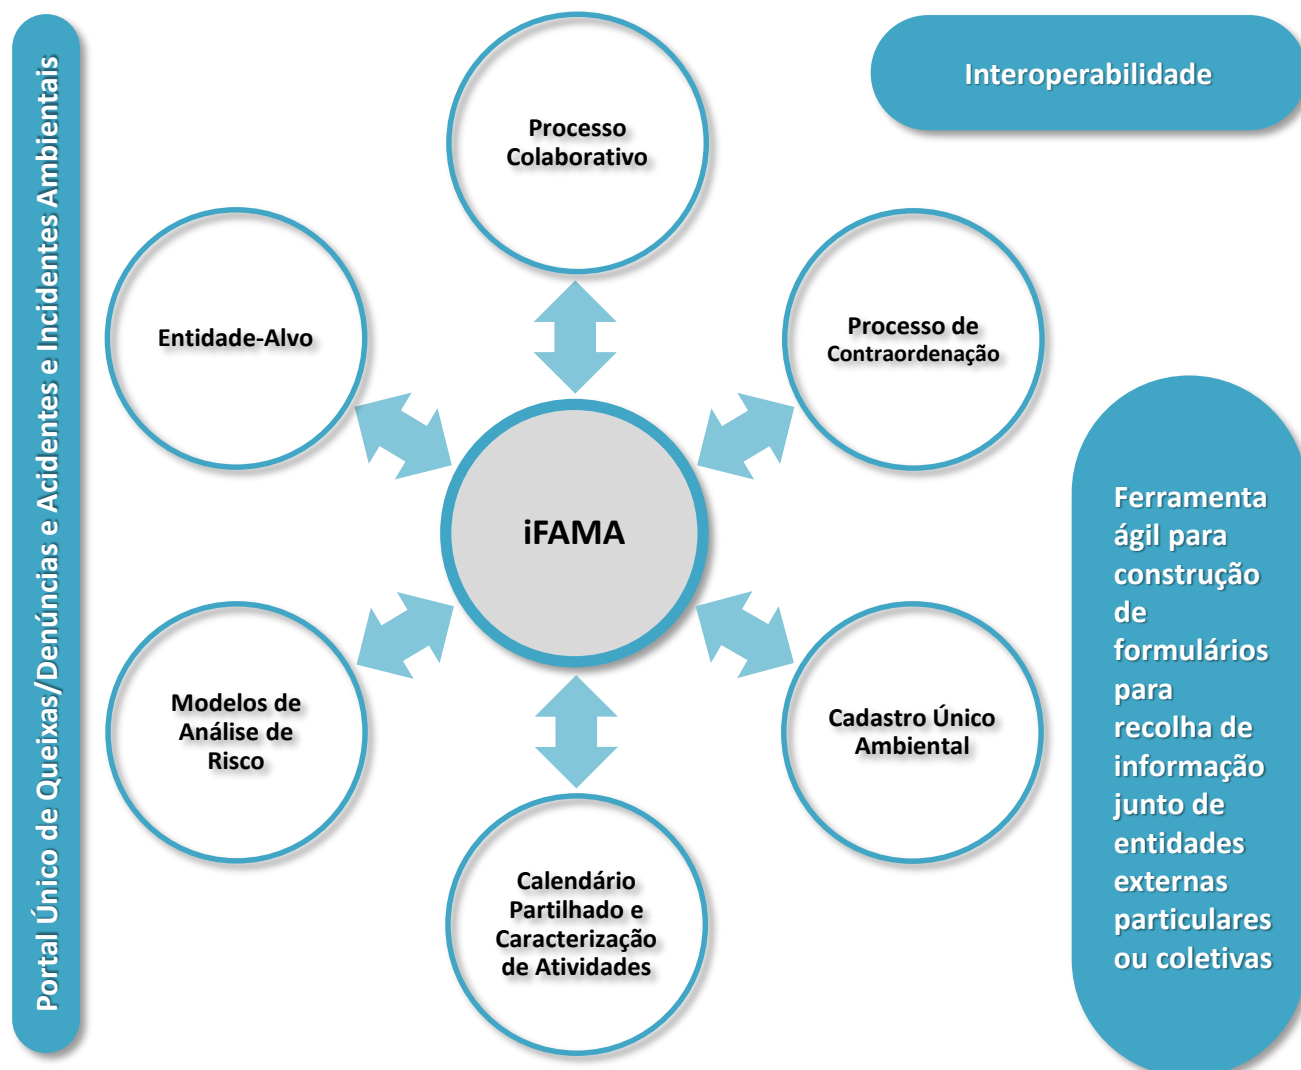 Portal Único de Queixas/Denúncias e Acidentes e Incidentes Ambientais
Interoperabilidade
Processo
Colaborativo
Entidade-Alvo
Processo de
Contraordenação
iFAMA
Modelos de
Análise de
Risco
Cadastro Único
Ambiental
Calendário
Partilhado e
Caracterização
de Atividades
Ferramenta
ágil para
construção
de
formulários
para
recolha de
informação
junto de
entidades
externas
particulares
ou coletivas